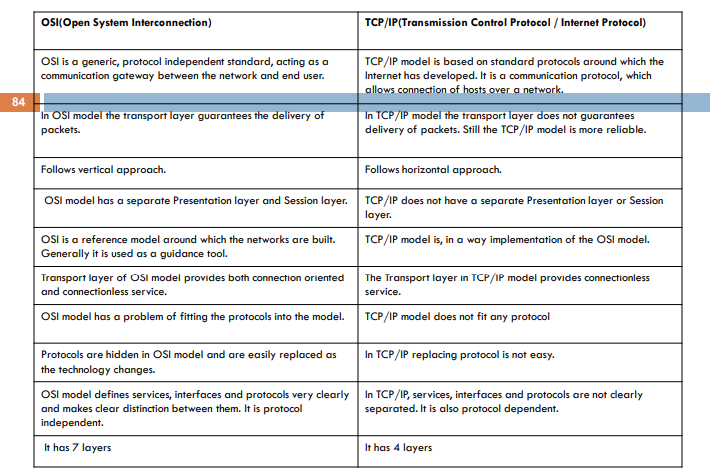 OSI(Open System Interconnection)
TCP/IP(Transmission Control Protocol / Internet Protocol)
OSI is a generic, protocol independent standard, acting as a
communication gateway between the network and end user.
TCP/IP model is based on standard protocols around which the
Internet has developed. It is a communication protocol, which
allows connection of hosts over a network.
84
In OSI model the transport layer guarantees the delivery of
packets.
In TCP/IP model the transport layer does not guarantees
delivery of packets. Still the TCP/IP model is more reliable.
Follows vertical approach.
Follows horizontal approach.
OSI model has a separate Presentation layer and Session layer.
TCP/IP does not have a separate Presentation layer or Session
layer.
OSI is a reference model around which the networks are built.
Generally it is used as a guidance tool.
TCP/IP model is, in a way implementation of the OSI model.
Transport layer of OSI model provides both connection oriented
and connectionless service.
The Transport layer in TCP/IP model provides connectionless
service.
OSI model has a problem of fitting the protocols into the model.
TCP/IP model does not fit any protocol
Protocols are hidden in OSI model and are easily replaced as
the technology changes.
In TCP/IP replacing protocol is not easy.
OSI model defines services, interfaces and protocols very clearly
and makes clear distinction between them. It is protocol
independent.
In TCP/IP, services, interfaces and protocols are not clearly
separated. It is also protocol dependent.
It has 7 layers
It has 4 layers